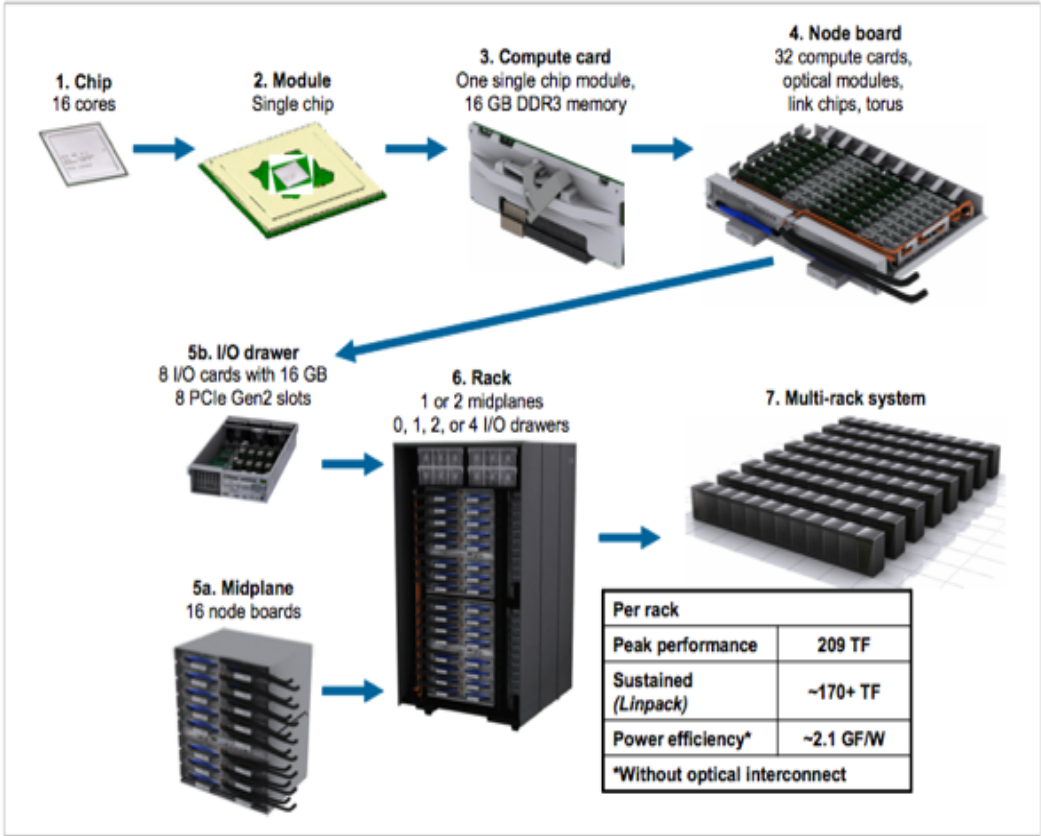 1. Chip
16 cores
2. Module
Single chip
3. Compute card
One single chip module,
16 GB DDR3 memory
4. Node board
32 compute cards,
optical modules,
link chips, torus
5b. I/O drawer
8 I/O cards with 16 GB
8 PCIe Gen2 slots
6. Rack
1 or 2 midplanes
0, 1, 2, or 4 I/O drawers
7. Multi-rack system
5a. Midplane
16 node boards
Per rack
Peak performance 209 TF
Sustained
(Linpack) ~170+ TF
Power efficiency* ~2.1 GF/W
*Without optical interconnect